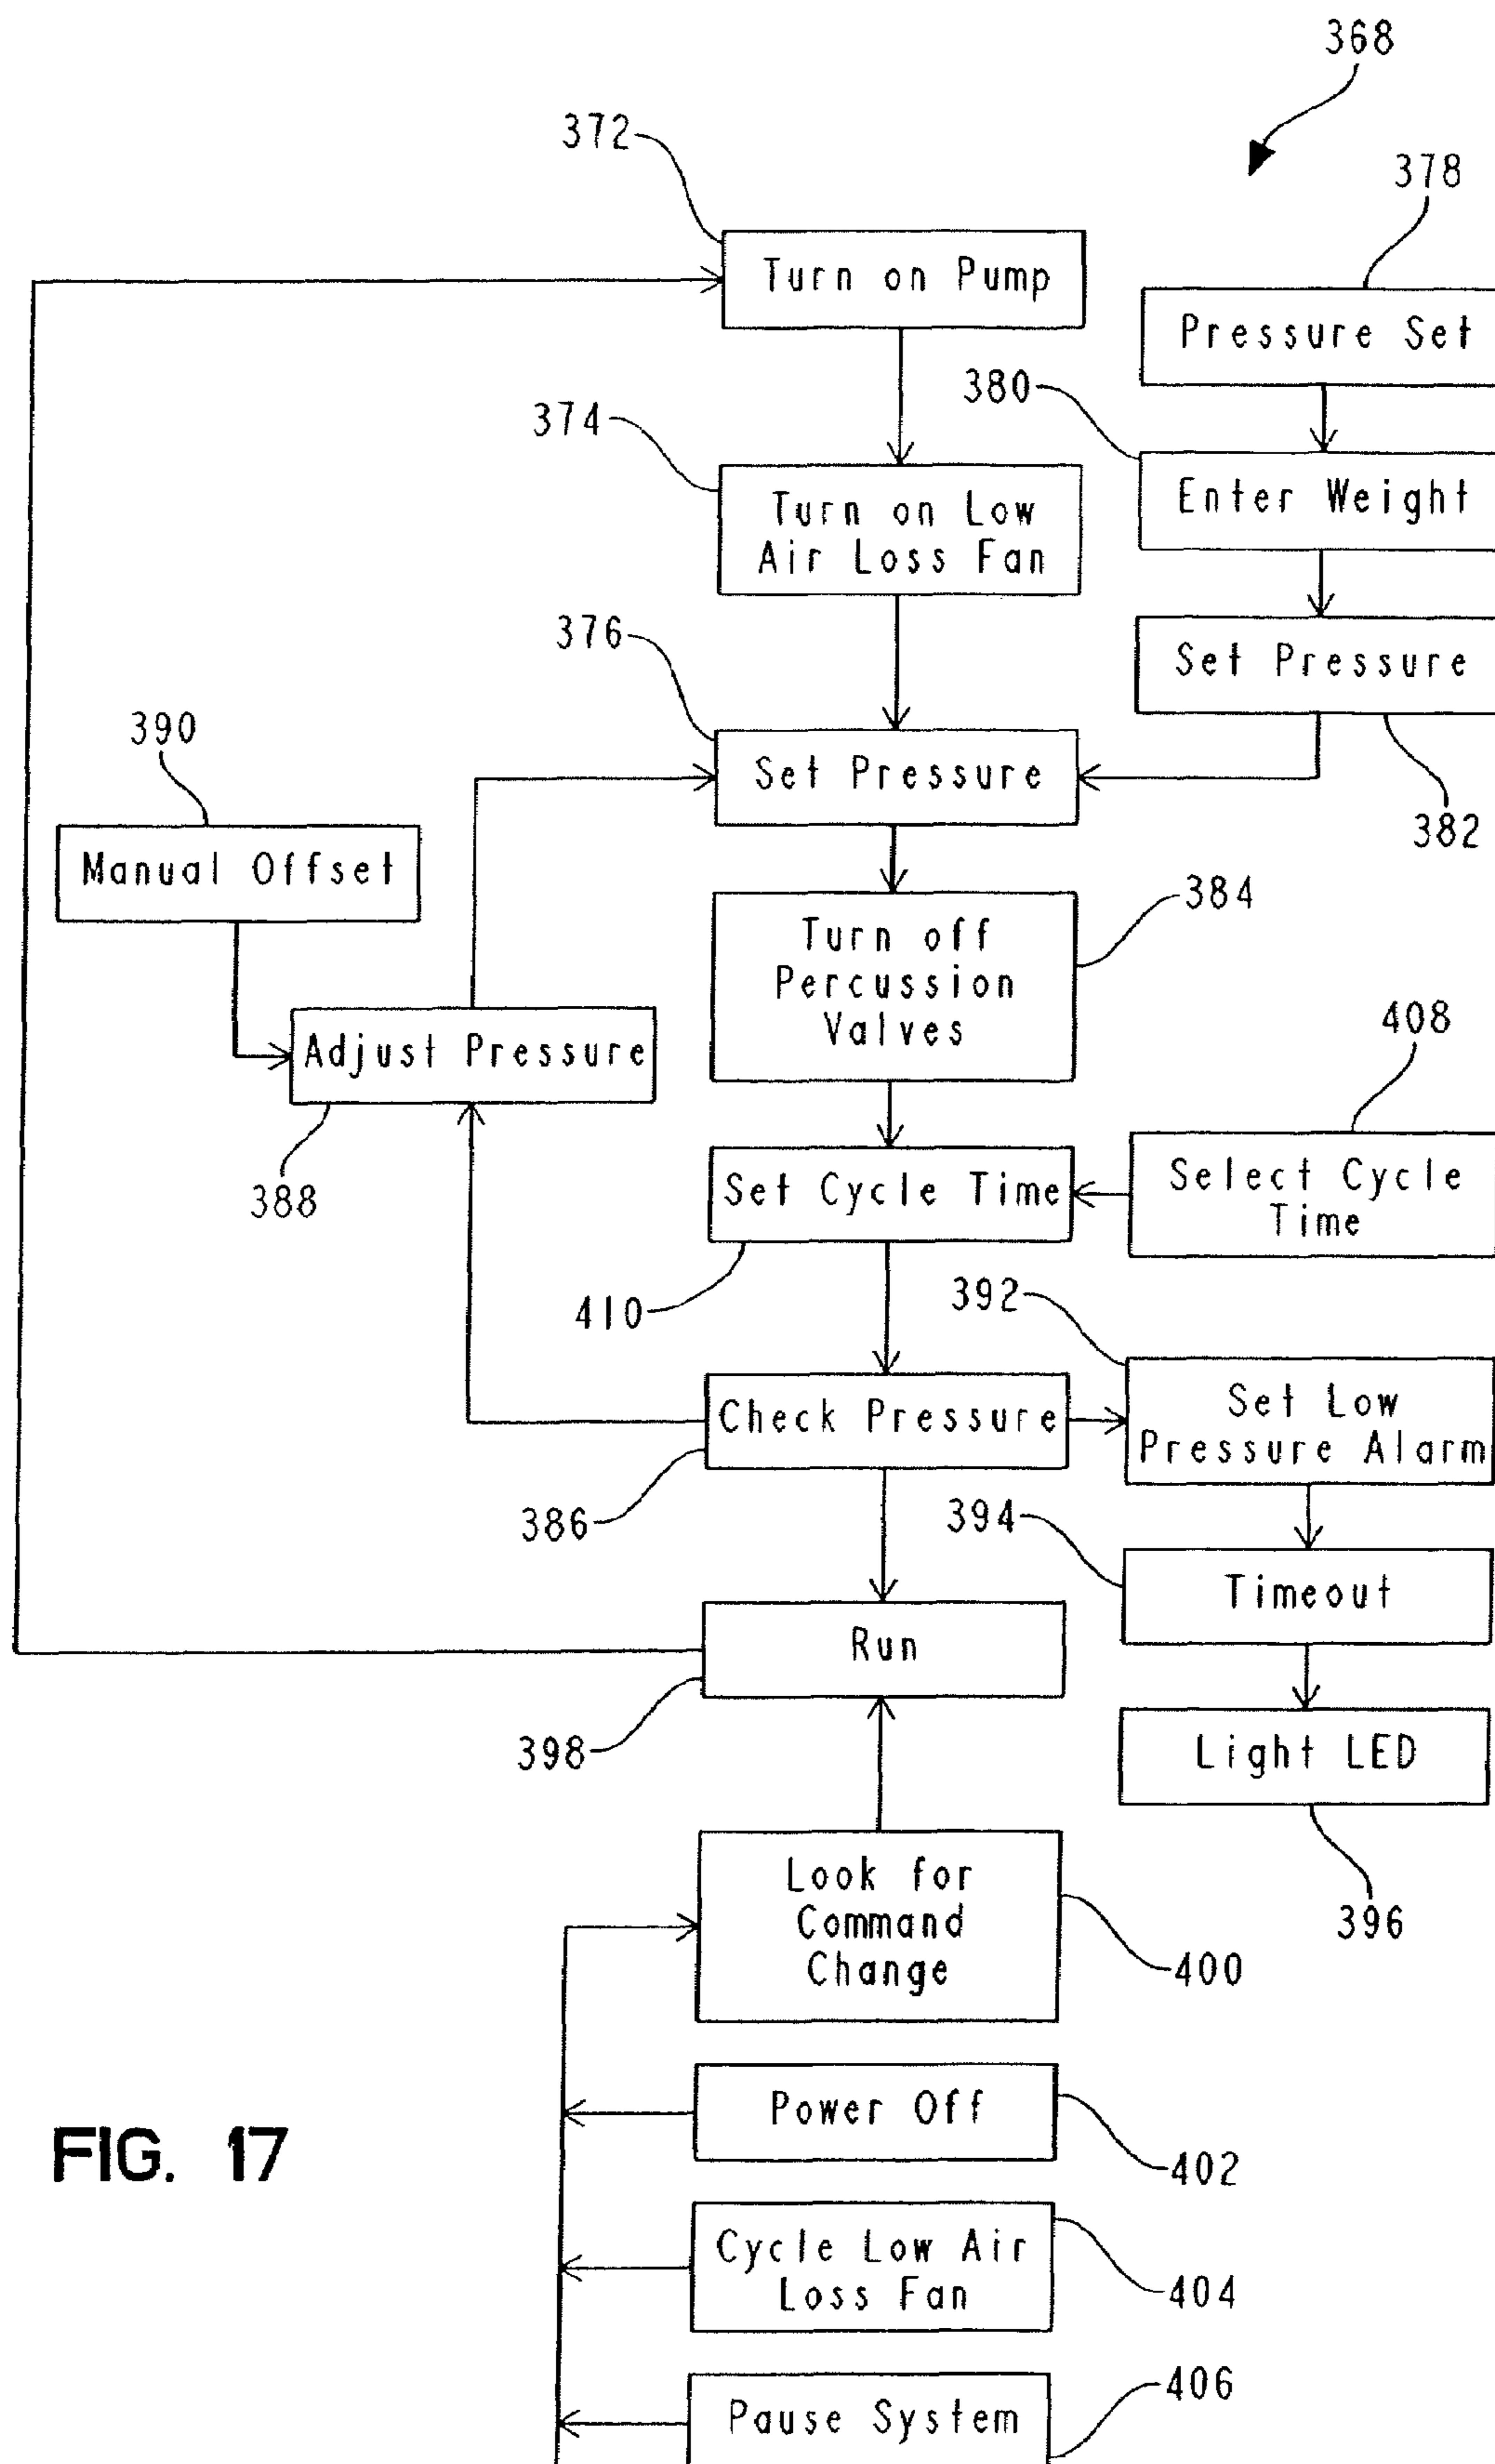 368
372
378
Turn on Pump
Pressure Set
380
374
Enter Weight
Turn on Low
Air Loss Fan
376
Set Pressure
390
Set Pressure
382
Manual Offset
384
Turn off
Percussion
Valves
408
Adjust Pressure
388
Set Cycle Time
Select Cycle
Time
410
392
Check Pressure
Set Low
Pressure Alarm
386
394
Timeout
Run
398
Light LED
396
Look for
Command
Change
400
Power Off
402
FIG. 17
Cycle Low Air
Loss Fan
404
406
Pause System